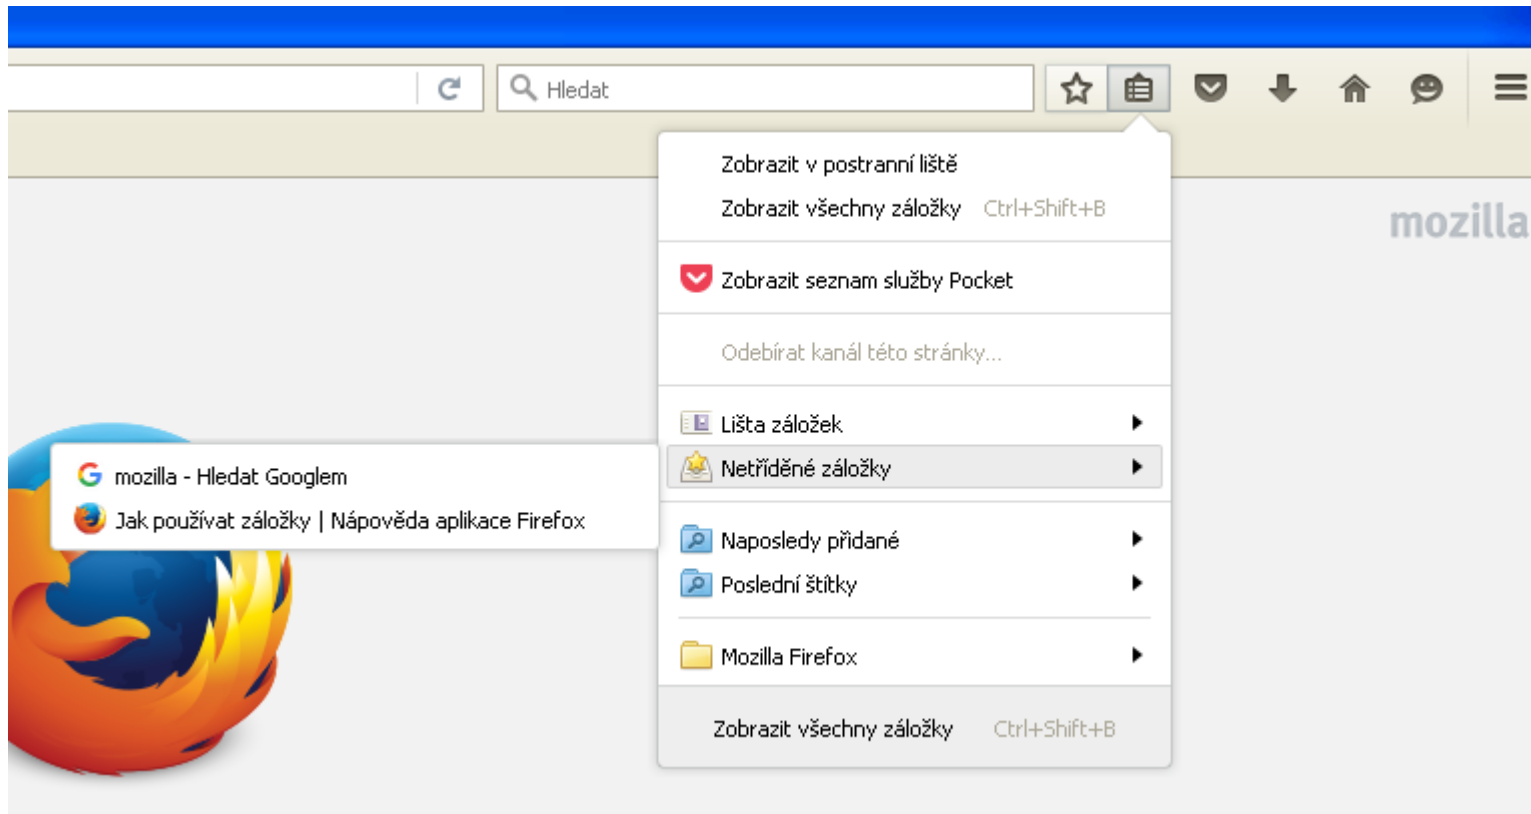 Hledat
Zobrazit v postranní liště
Zobrazit všechny záložky Ctrl+Shift+B
mozilla
Zobrazit seznam služby Pocket
Odebírat kanál této stránky...
Lišta záložek
Netříděné záložky
mozilla - Hledat Googlem
Jak používat záložky | Nápověda aplikace Firefox
Naposledy přidané
Poslední štítky
Mozilla Firefox
Zobrazit všechny záložky Ctrl+Shift+B